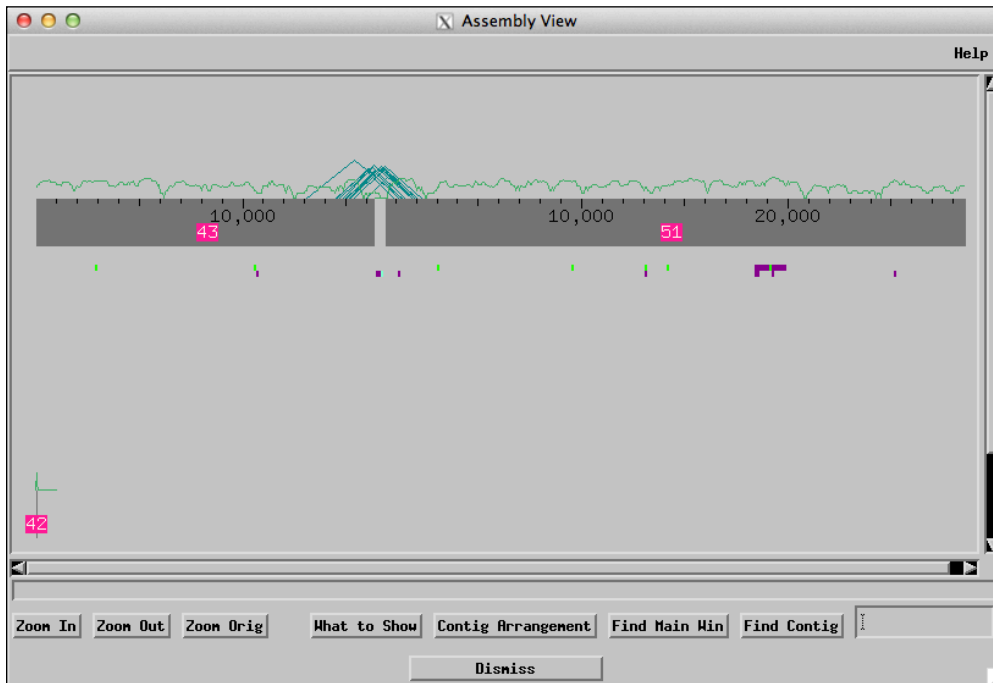 X Assembly View
Help
10,000 10,000 20,000
43 51
42
Zoom In Zoom Out Zoom Orig What to Show Contig Arrangement Find Main Win Find Contig
Dismiss